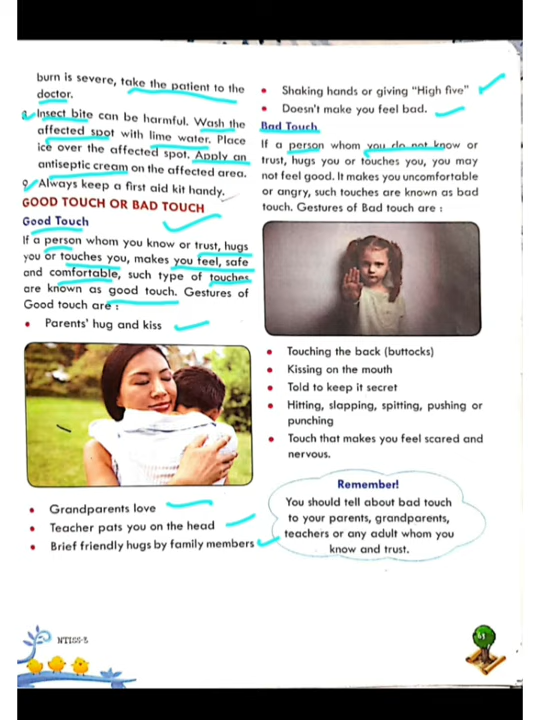 burn is severe, take the patient to the
doctor.
8. Insect bite can be harmful. Wash the
affected spot with lime water. Place
ice over the affected spot. Apply an
antiseptic cream on the affected area.
9. Always keep a first aid kit handy.
GOOD TOUCH OR BAD TOUCH
Good Touch
If a person whom you know or trust, hugs
you or touches you, makes you feel, safe
and comfortable, such type of touches
are known as good touch. Gestures of
Good touch are :
• Parents' hug and kiss
• Grandparents love
• Teacher pats you on the head
• Brief friendly hugs by family members
• Shaking hands or giving "High five"
• Doesn't make you feel bad.
Bad Touch
If a person whom you do not know or
trust, hugs you or touches you, you may
not feel good. It makes you uncomfortable
or angry, such touches are known as bad
touch. Gestures of Bad touch are :
• Touching the back (buttocks)
• Kissing on the mouth
• Told to keep it secret
• Hitting, slapping, spitting, pushing or
punching
• Touch that makes you feel scared and
nervous.
Remember!
You should tell about bad touch
to your parents, grandparents,
teachers or any adult whom you
know and trust.